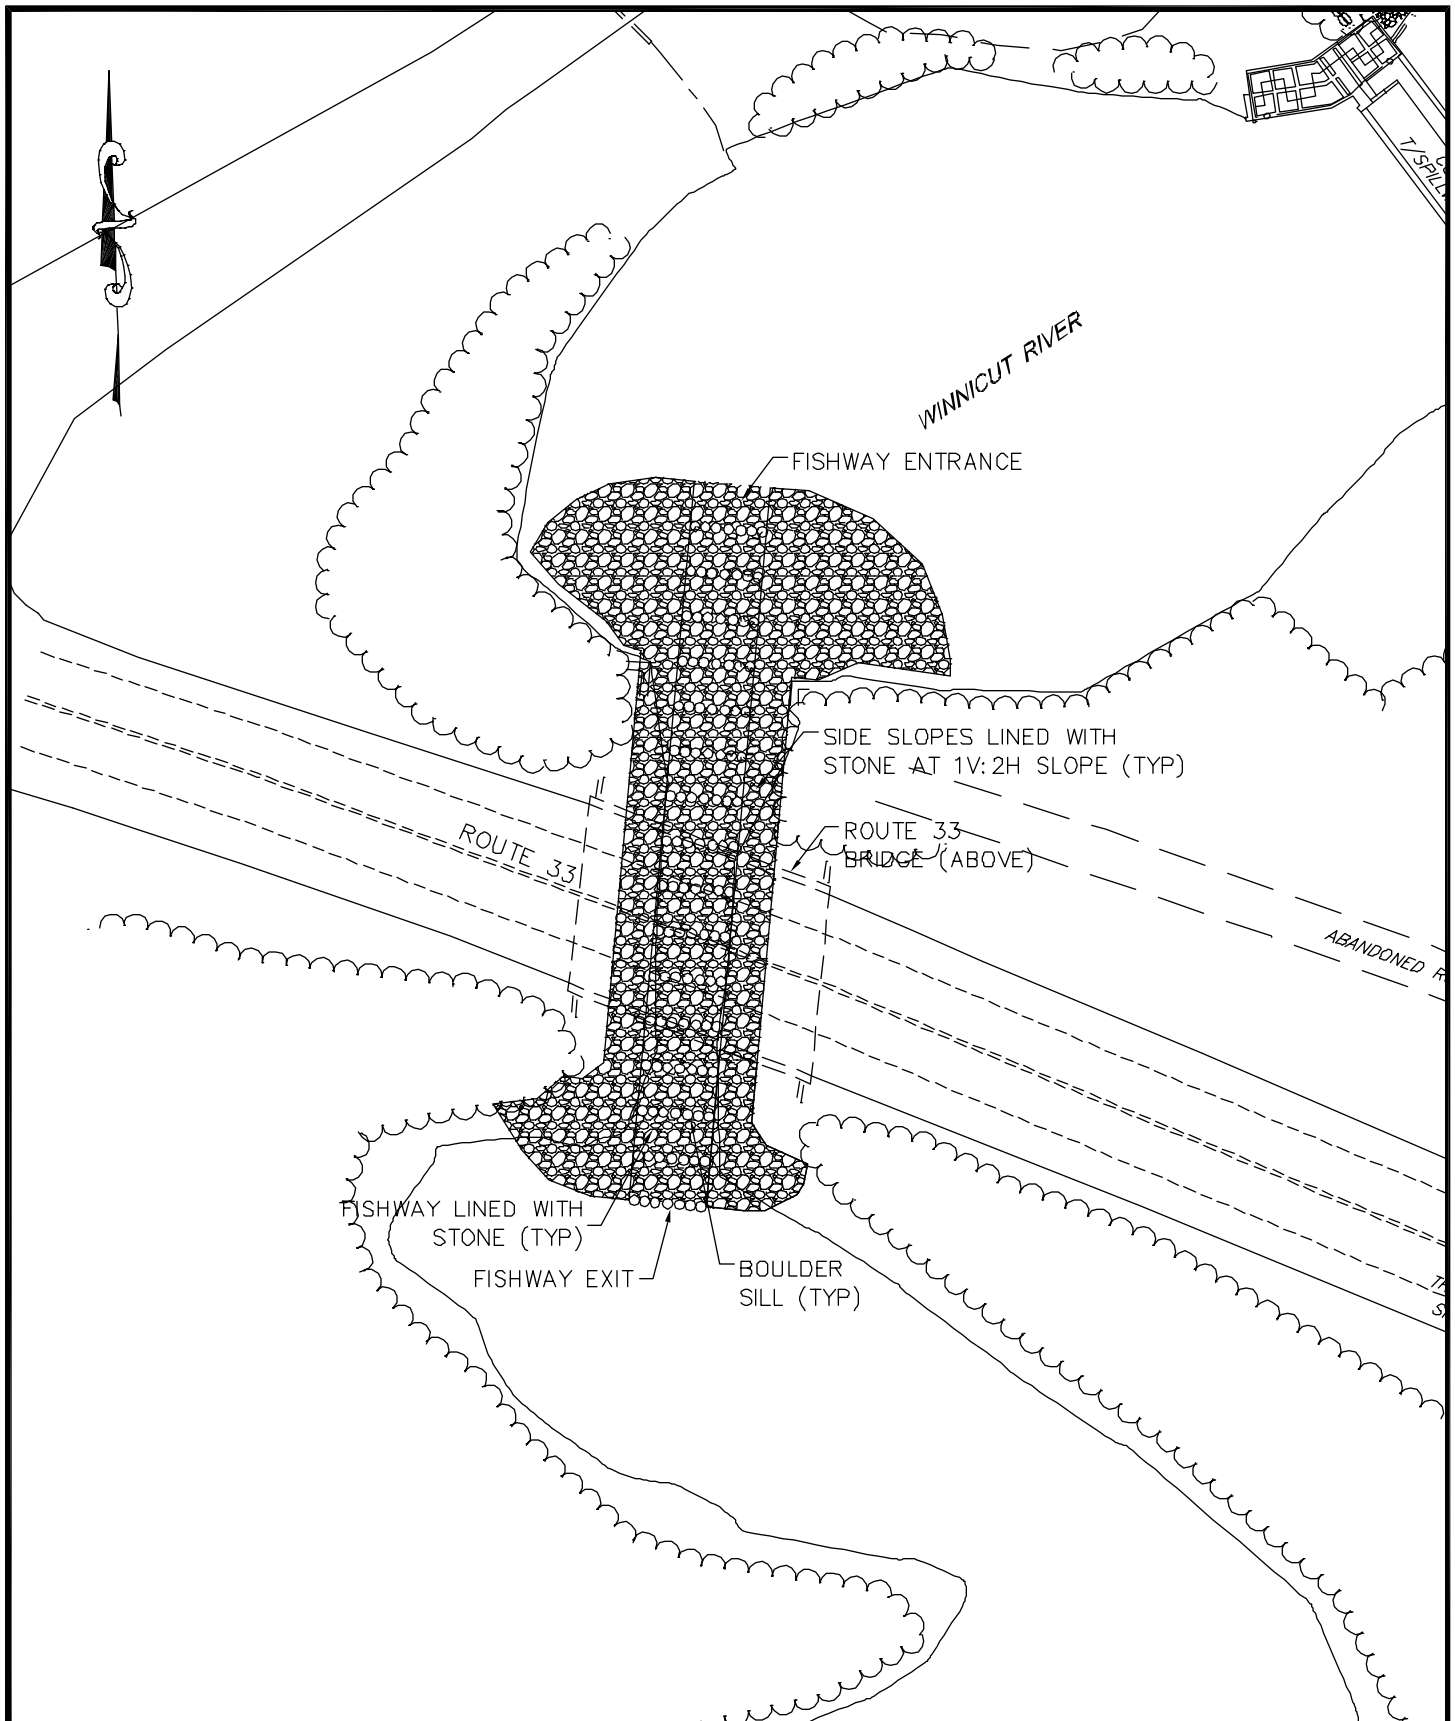 T/SPILL
WINNICUT RIVER
FISHWAY ENTRANCE
SIDE SLOPES LINED WITH
STONE AT 1V:2H SLOPE (TYP)
ROUTE 33
ROUTE 33
BRIDGE (ABOVE)
ABANDONED R
FISHWAY LINED WITH
STONE (TYP)
FISHWAY EXIT
BOULDER
SILL (TYP)